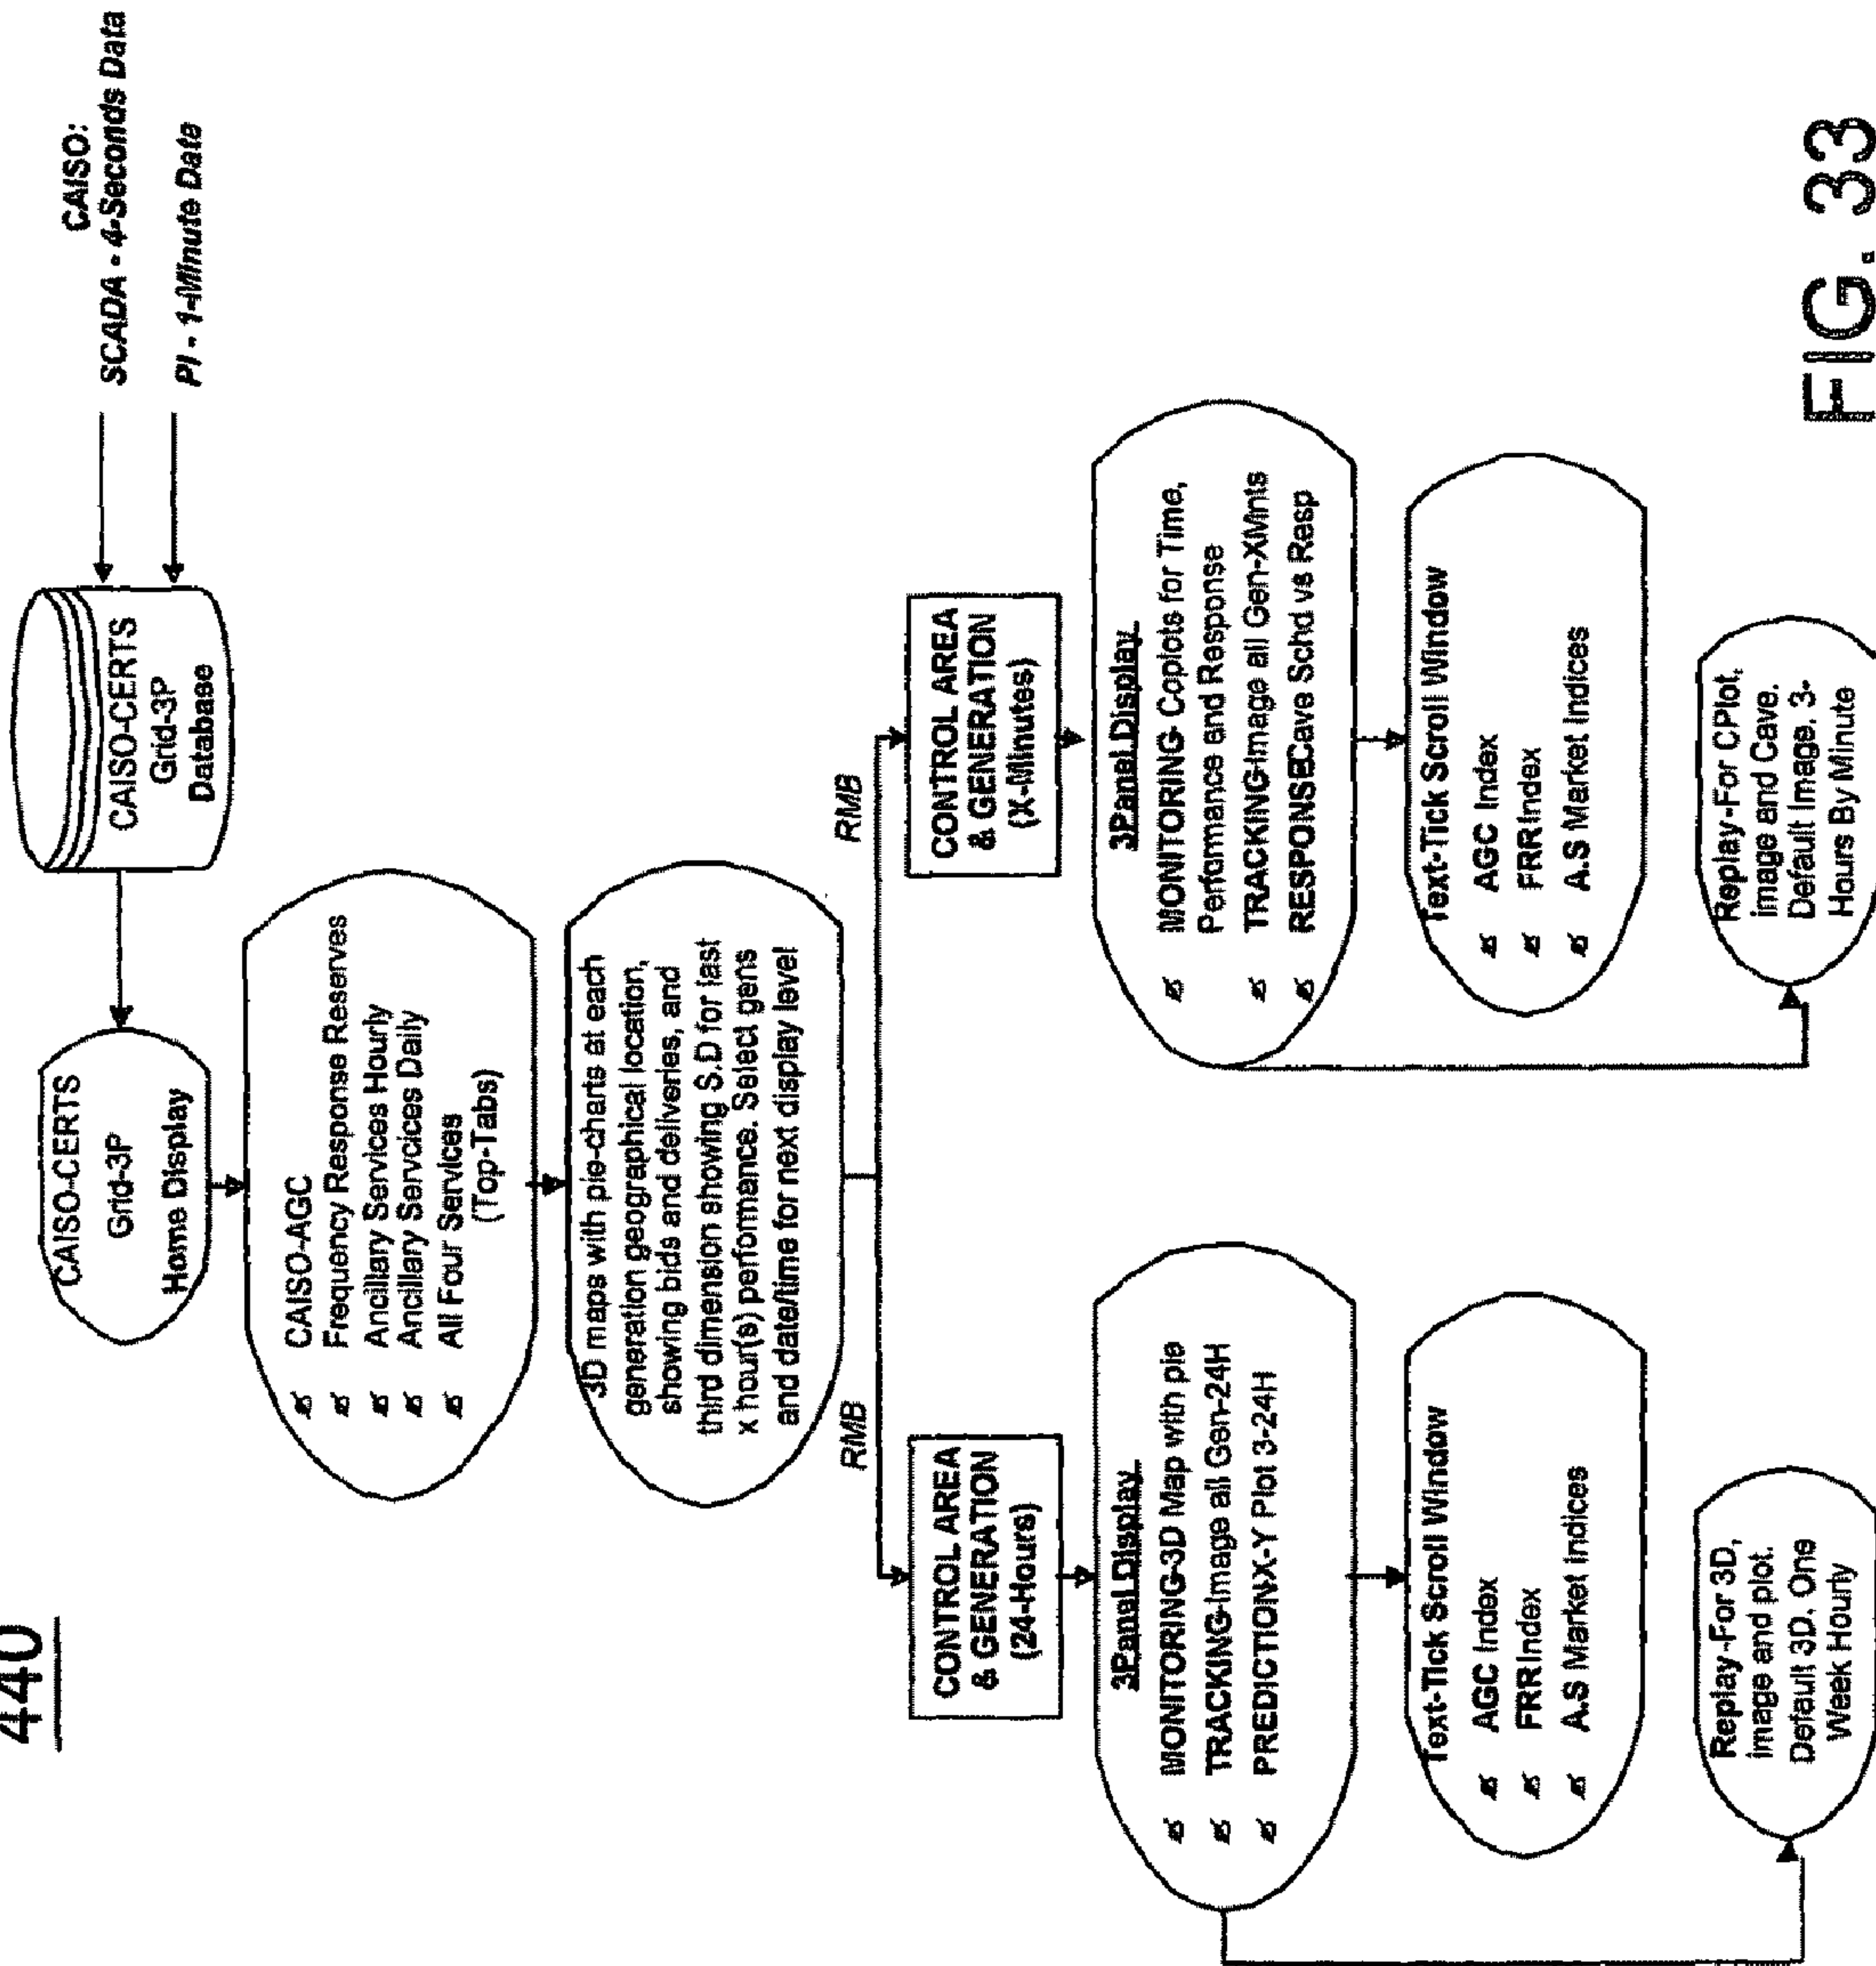 440
CAISO:
SCADA - 4-Seconds Data
PI - 1-Minute Date
CAISO-CERTS
Grid-3P
Database
CAISO-CERTS
Grid-3P
Home Display
CAISO-AGC
Frequency Response Reserves
Ancillary Services Hourly
Ancillary Servcices Daily
All Four Services
(Top-Tabs)
3D maps with pie-charts at each
generation geographical location,
showing bids and deliveries, and
third dimension showing S.D for last
x hour(s) performance. Select gens
and date/time for next display level
RMB
RMB
CONTROL AREA
& GENERATION
(24-Hours)
3Panel Display
MONITORING-3D Map with pie
TRACKING-Image all Gen-24H
PREDICTION-X-Y Plot 3-24H
Text-Tick Scroll Window
AGC Index
FRR Index
A.S Market Indices
Replay-For 3D,
image and plot.
Default 3D. One
Week Hourly
CONTROL AREA
& GENERATION
(X-Minutes)
3Panel Display
MONITORING- Coplots for Time,
Performance and Response
TRACKING-Image all Gen-XMnts
RESPONSECave Schd vs Resp
Text-Tick Scroll Window
AGC Index
FRR Index
A.S Market Indices
Replay-For CPlot,
image and Cave.
Default Image. 3-
Hours By Minute
FIG. 33